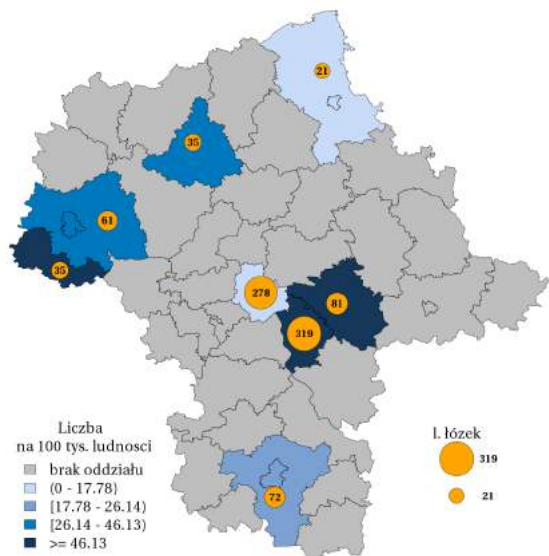 21
35
61
35
278
81
319
72
Liczba
na 100 tys. ludnosci
brak oddziału
(0 - 17.78)
[17.78 - 26.14)
[26.14 - 46.13)
>= 46.13
l. łózek
319
21